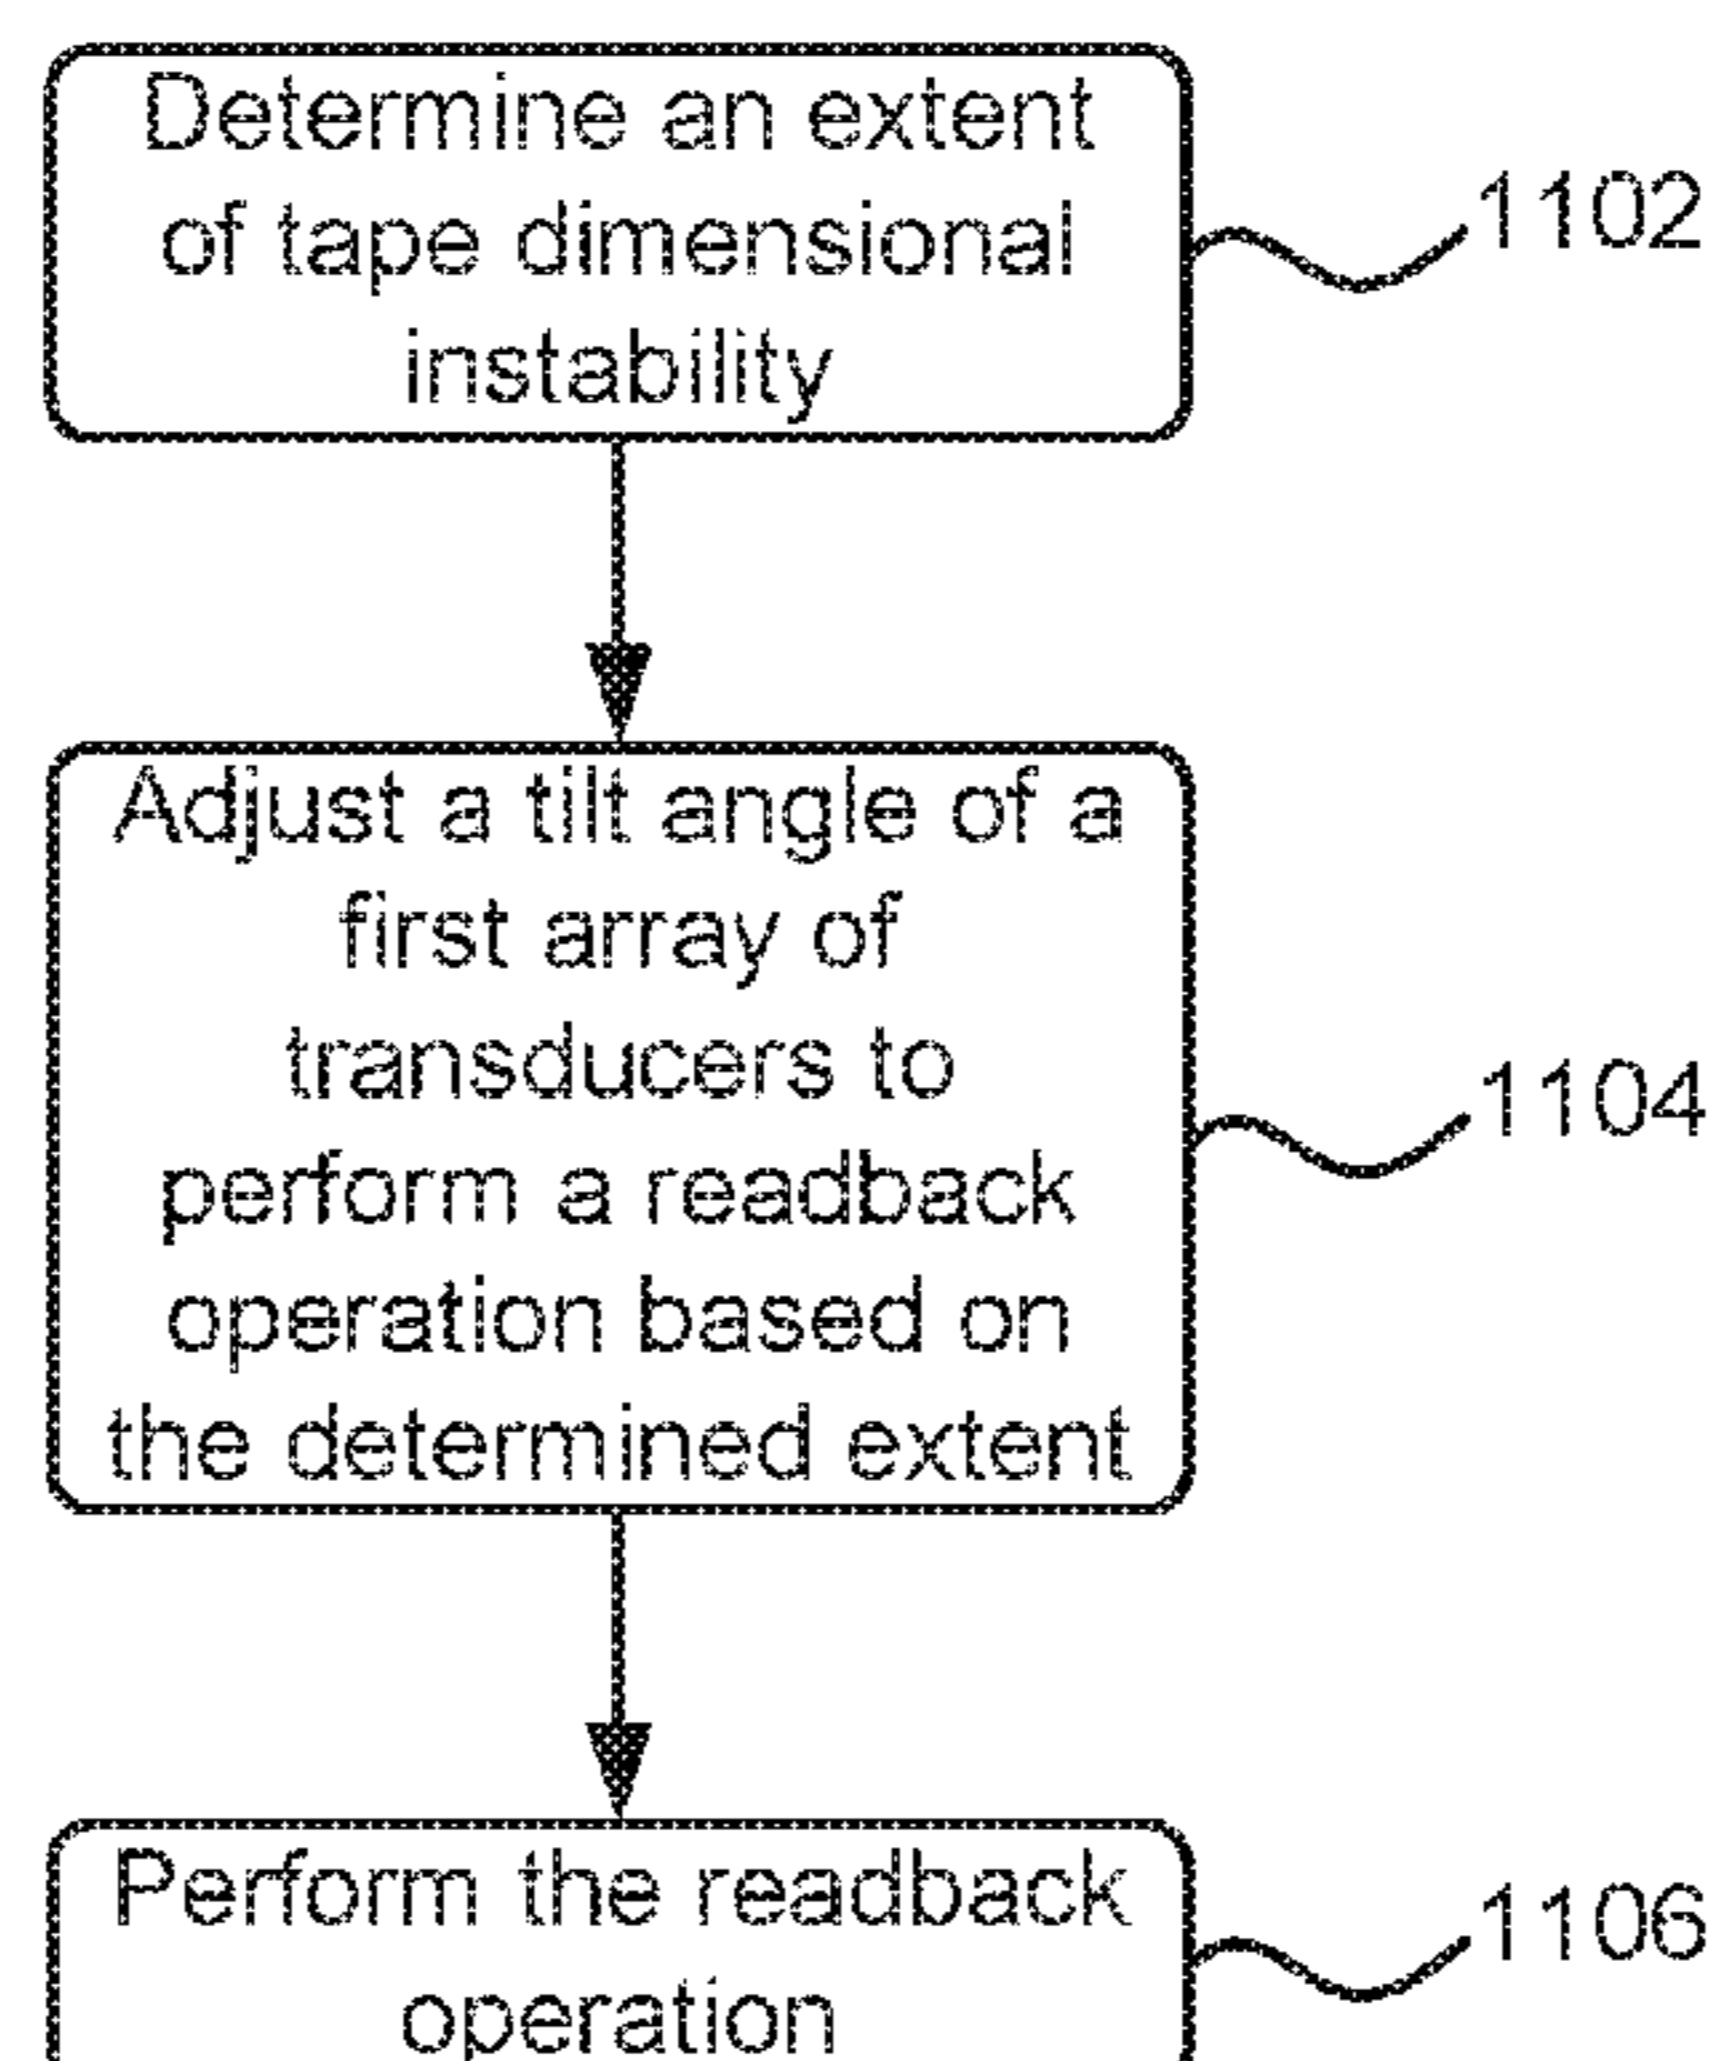 Determine an extent
of tape dimensional
instability
1102
Adjust a tilt angle of a
first array of
transducers to
perform a readback
operation based on
the determined extent
1104
Perform the readback
operation
1106